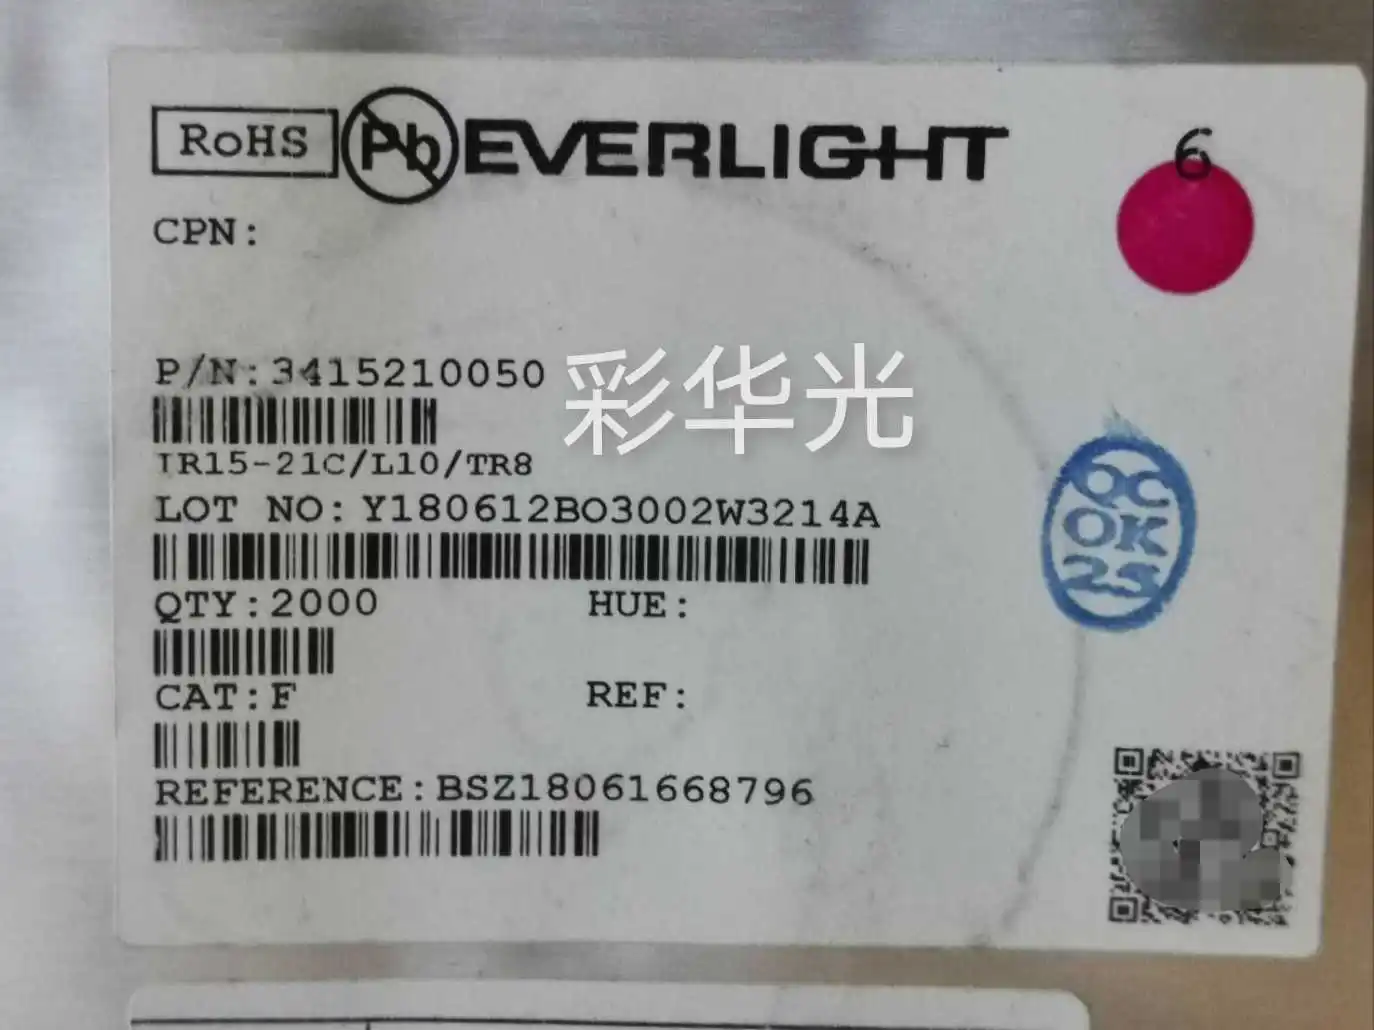 RoHS Pb EVERLIGHT
6
CPN:
P/N:3415210050
彩华光
IR15-21C/L10/TR8
LOT NO:Y180612BO3002W3214A
QC
OK
25
QTY:2000 HUE:
CAT:F REF:
REFERENCE:BSZ18061668796